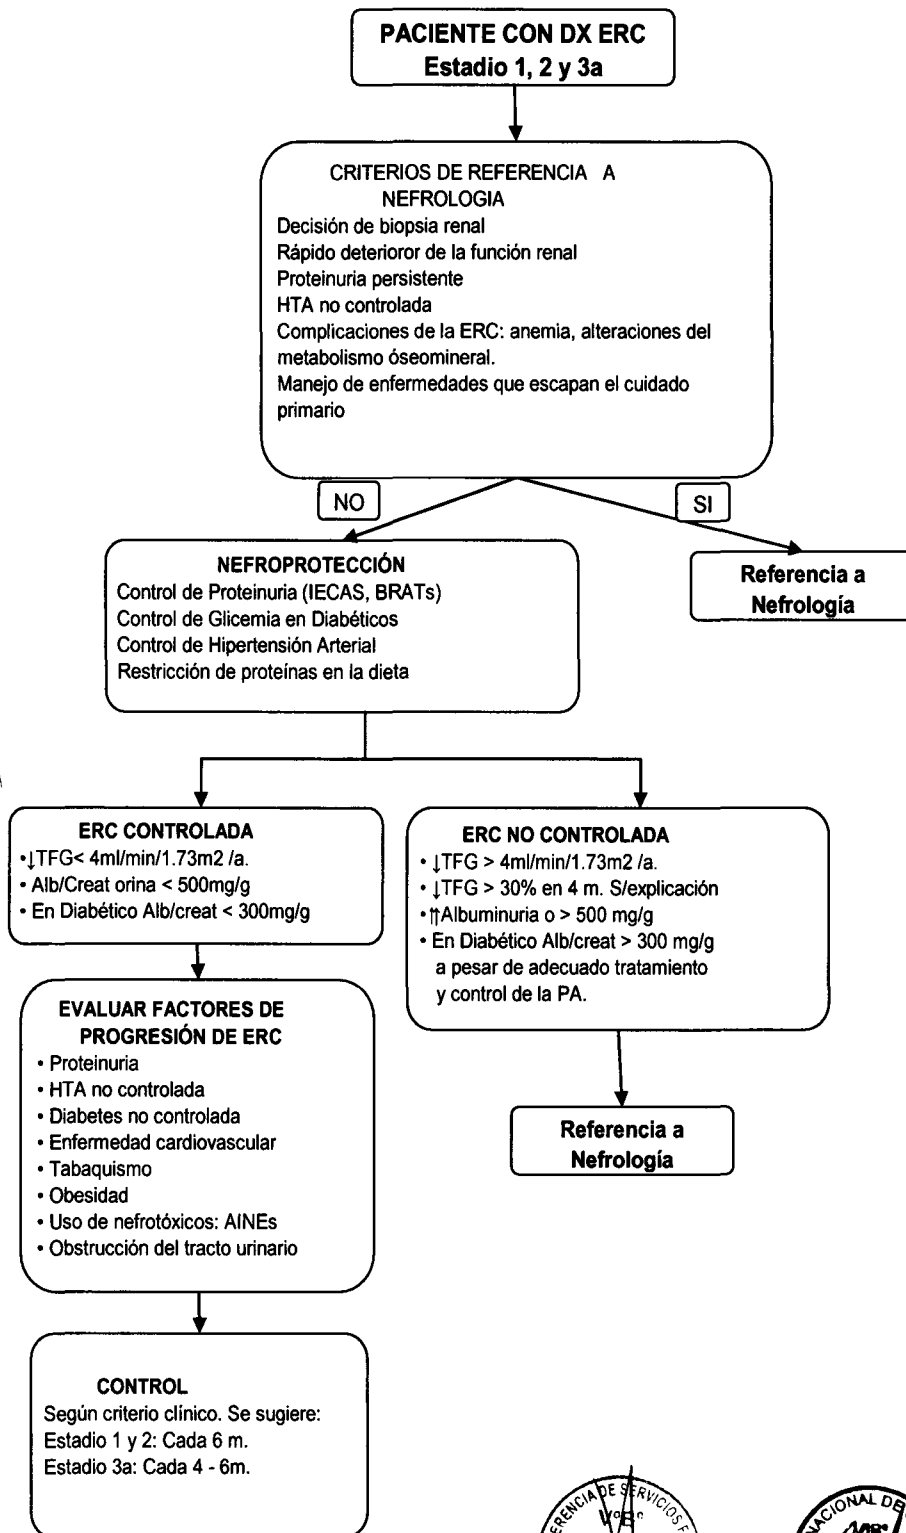 PACIENTE CON DX ERC
Estadio 1, 2 y 3a
CRITERIOS DE REFERENCIA A
NEFROLOGIA
Decisión de biopsia renal
Rápido deterioror de la función renal
Proteinuria persistente
HTA no controlada
Complicaciones de la ERC: anemia, alteraciones del
metabolismo óseomineral.
Manejo de enfermedades que escapan el cuidado
primario
NO
SI
NEFROPROTECCIÓN
Control de Proteinuria (IECAS, BRATs)
Control de Glicemia en Diabéticos
Control de Hipertensión Arterial
Restricción de proteínas en la dieta
Referencia a
Nefrología
ERC CONTROLADA
•↓TFG< 4ml/min/1.73m2 /a.
• Alb/Creat orina < 500mg/g
• En Diabético Alb/creat < 300mg/g
ERC NO CONTROLADA
• ↓TFG > 4ml/min/1.73m2 /a.
• ↓TFG > 30% en 4 m. S/explicación
•⇈Albuminuria o > 500 mg/g
• En Diabético Alb/creat > 300 mg/g
a pesar de adecuado tratamiento
y control de la PA.
EVALUAR FACTORES DE
PROGRESIÓN DE ERC
• Proteinuria
• HTA no controlada
• Diabetes no controlada
• Enfermedad cardiovascular
• Tabaquismo
• Obesidad
• Uso de nefrotóxicos: AINEs
• Obstrucción del tracto urinario
Referencia a
Nefrología
CONTROL
Según criterio clínico. Se sugiere:
Estadio 1 y 2: Cada 6 m.
Estadio 3a: Cada 4 - 6m.
DE SERVICIOS
VºBº
NACIONAL DE